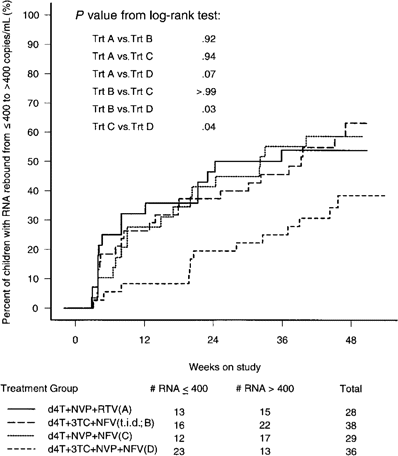 P value from log-rank test:
Trt A vs.Trt B .92
Trt A vs.Trt C .94
Trt A vs.Trt D .07
Trt B vs.Trt C >.99
Trt B vs.Trt D .03
Trt C vs.Trt D .04
Percent of children with RNA rebound from ≤ 400 to >400 copies/mL (%)
100
90
80
70
60
50
40
30
20
10
0
0 12 24 36 48
Weeks on study
Treatment Group # RNA ≤ 400 # RNA > 400 Total
d4T+NVP+RTV(A) 13 15 28
d4T+3TC+NFV(t.i.d.; B) 16 22 38
d4T+NVP+NFV(C) 12 17 29
d4T+3TC+NVP+NFV(D) 23 13 36